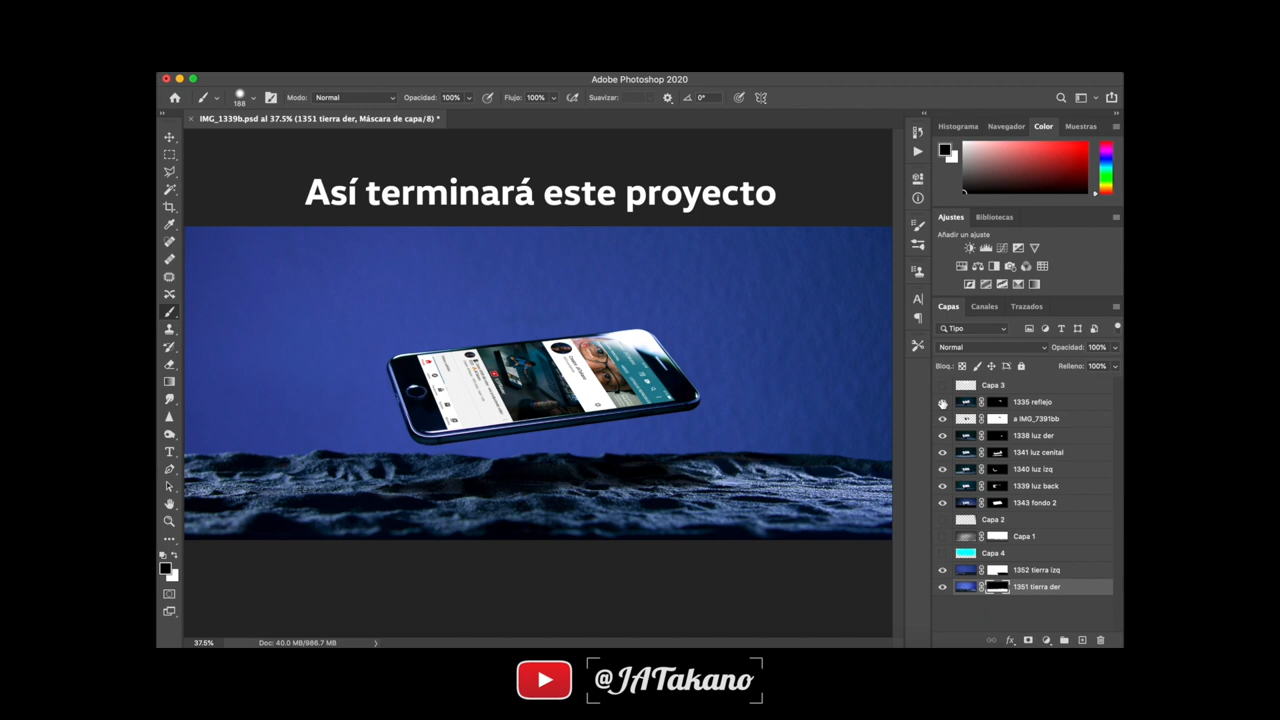 Adobe Photoshop 2020
188
Modo: Normal
Opacidad: 100%
Flujo: 100%
Suavizar:
0°
IMG_1339b.psd al 37.5% (1351 tierra der, Máscara de capa/8) *
Así terminará este proyecto
Histograma Navegador Color Muestras
Ajustes Bibliotecas
Añadir un ajuste
Capas Canales Trazados
Tipo
Normal Opacidad: 100%
Bloq.: Relleno: 100%
Capa 3
1335 reflejo
a IMG_7391bb
1338 luz der
1341 luz cenital
1340 luz izq
1339 luz back
1343 fondo 2
Capa 2
Capa 1
Capa 4
1352 tierra izq
1351 tierra der
37.5% Doc: 40.0 MB/986.7 MB
@JATakano